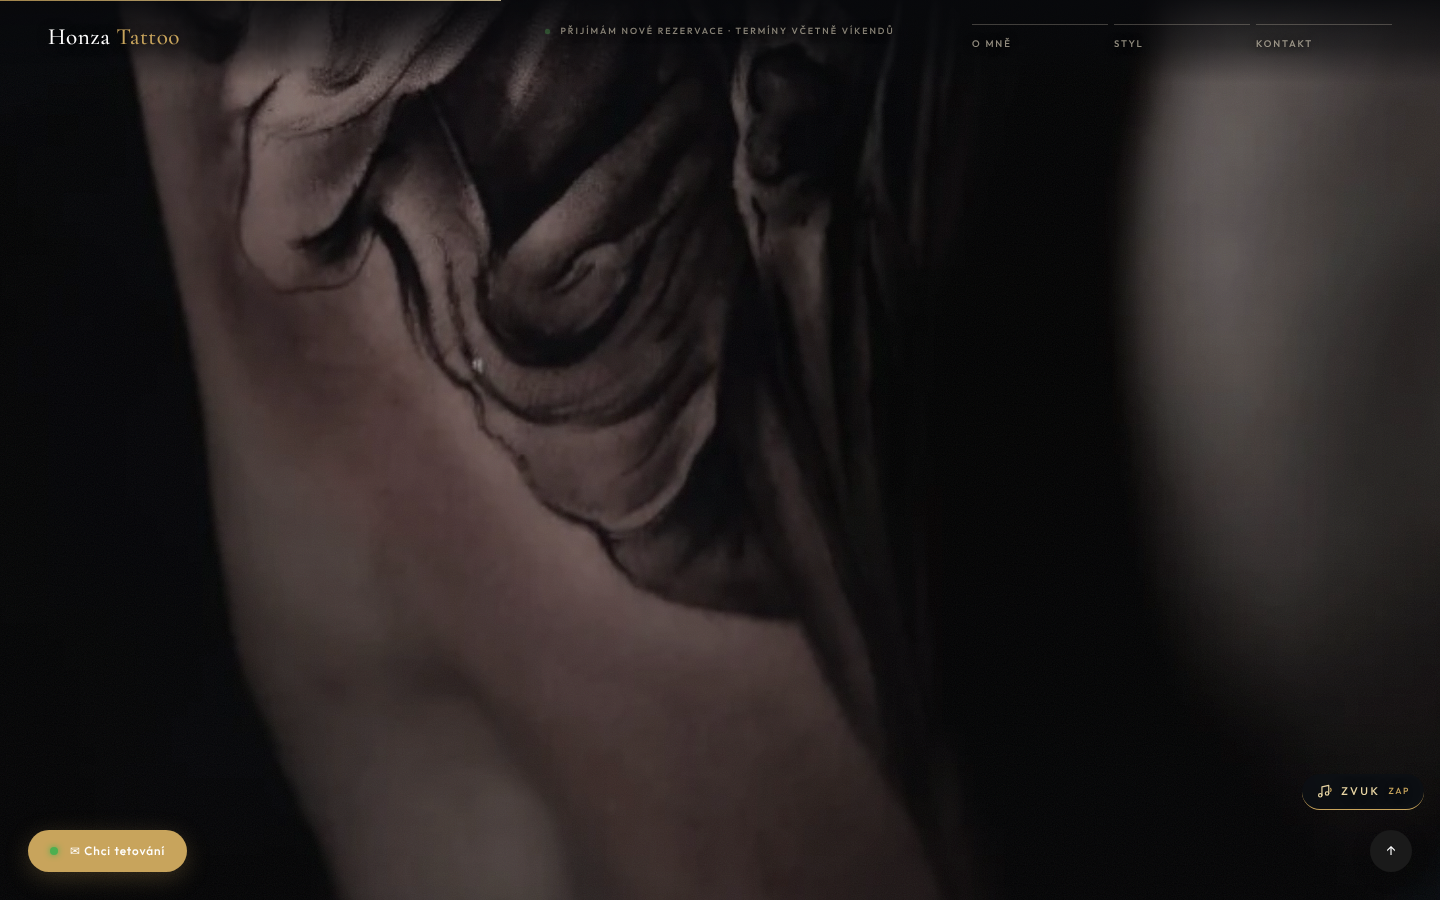 Honza Tattoo
PŘIJÍMÁM NOVÉ REZERVACE · TERMÍNY VČETNĚ VÍKENDŮ
O MNĚ
STYL
KONTAKT
ZVUK ZAP
✉ Chci tetování
↑